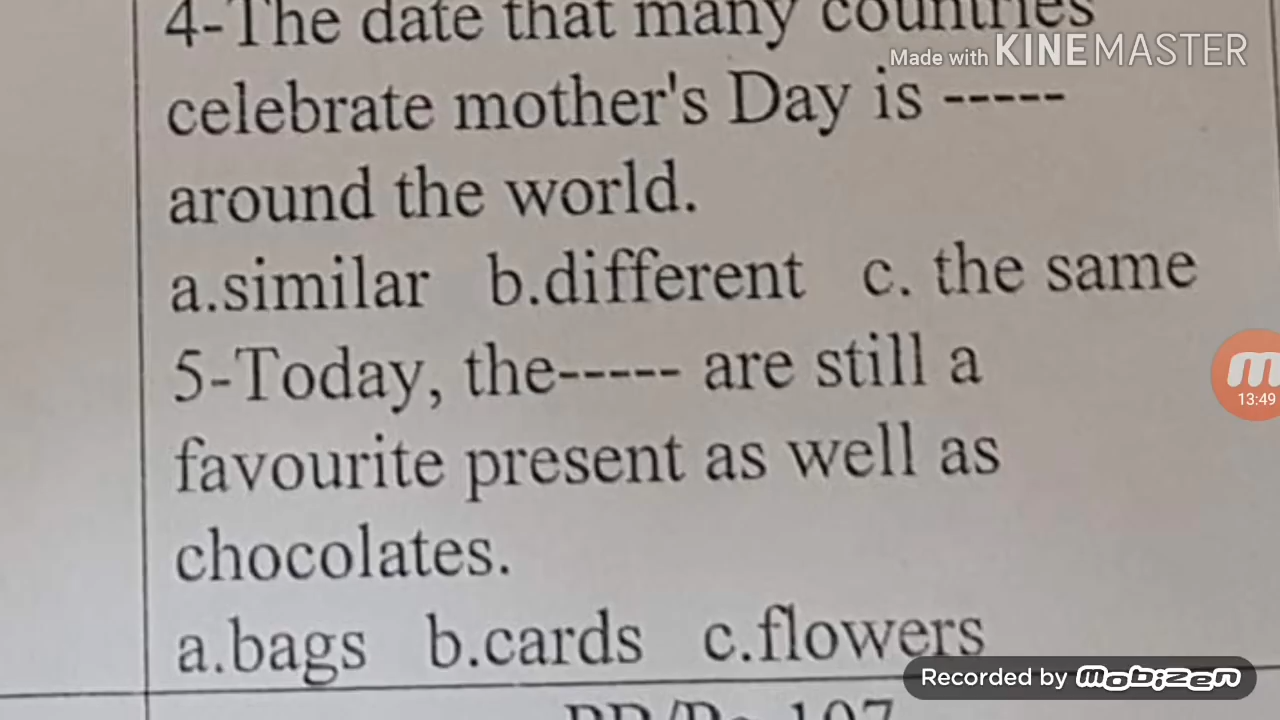 4-The date that many countries
Made with KINEMASTER
celebrate mother's Day is -----
around the world.
a.similar b.different c. the same
5-Today, the----- are still a
13:49
favourite present as well as
chocolates.
a.bags b.cards c.flowers
Recorded by mobizen
107